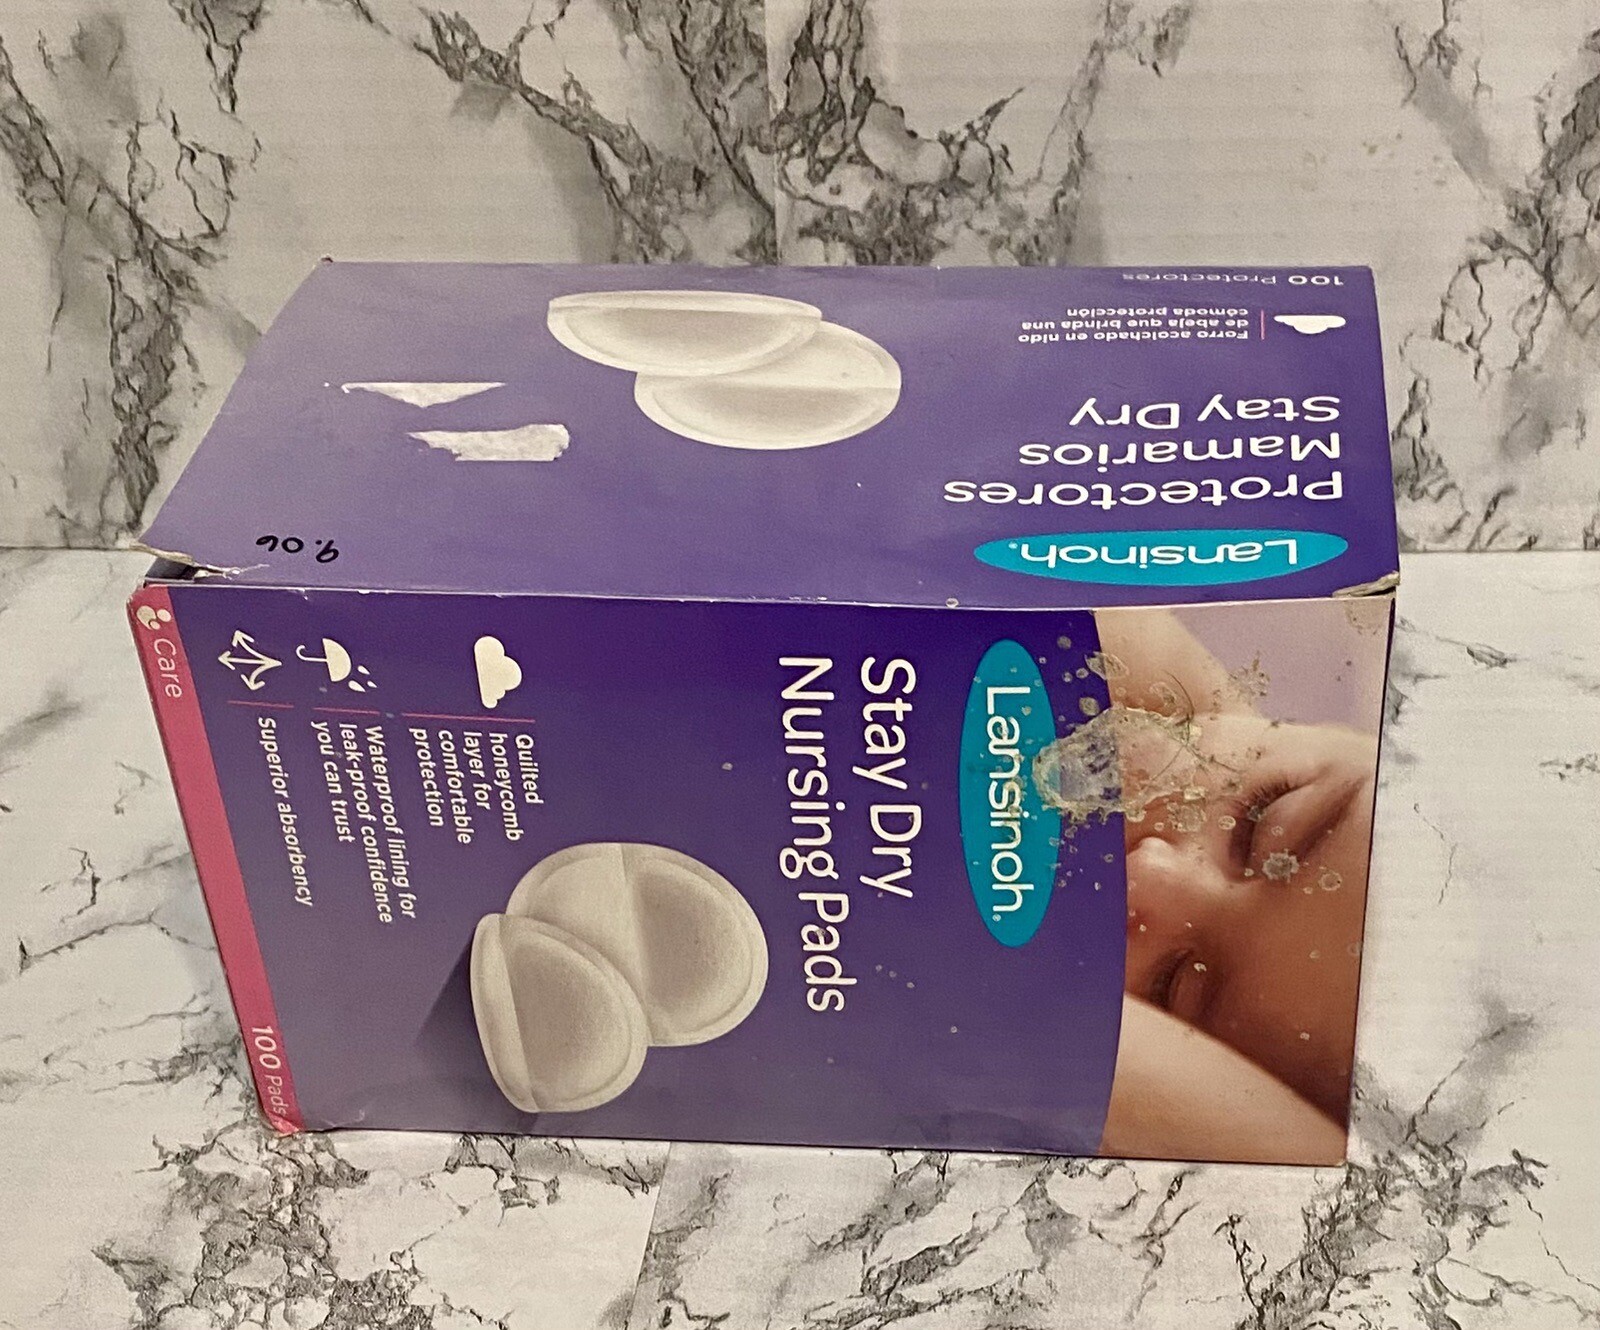 Lansinoh®
Protectores
Mamarios
Stay Dry
Forro acolchado en nido
de abeja que brinda una
cómoda protección
100 Protectores
9.06
Lansinoh®
Stay Dry
Nursing Pads
Quilted
honeycomb
layer for
comfortable
protection
Waterproof lining for
leak-proof confidence
you can trust
Superior absorbency
Care
100 Pads